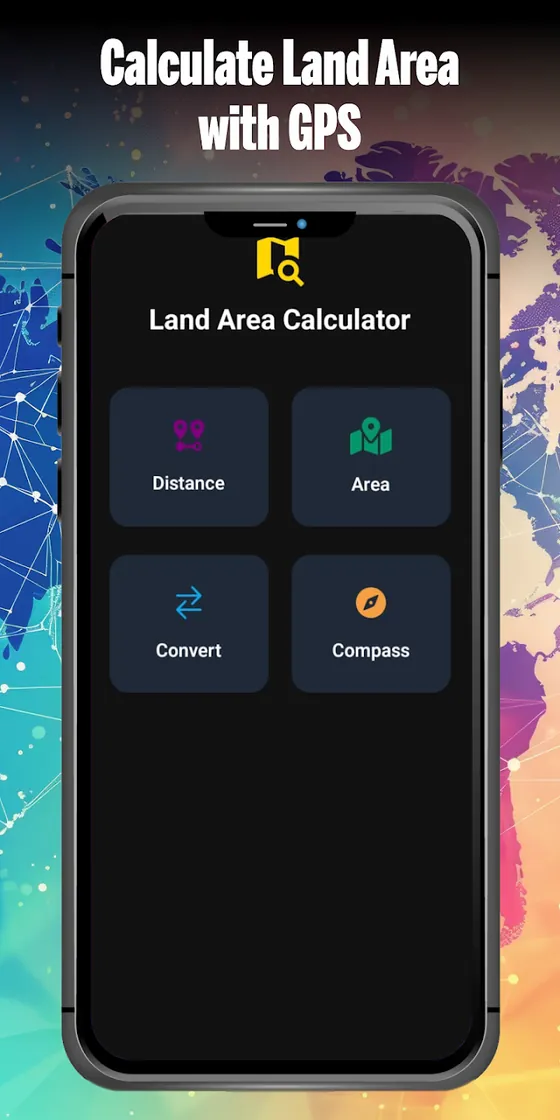 Calculate Land Area
with GPS
Land Area Calculator
Distance
Area
Convert
Compass